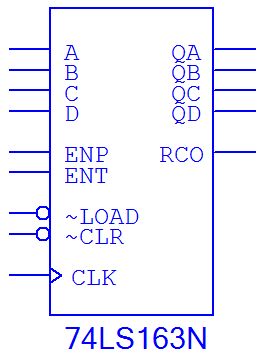 A QA
B QB
C QC
D QD
ENP RCO
ENT
~LOAD
~CLR
CLK
74LS163N